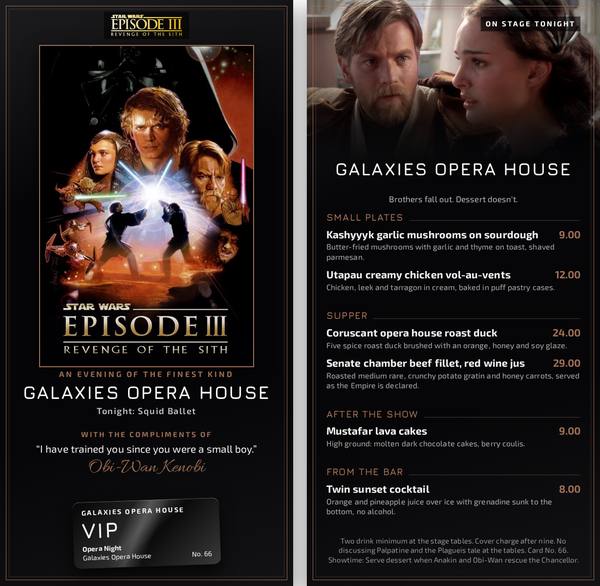 STAR WARS
EPISODE III
REVENGE OF THE SITH
STAR WARS
EPISODE III
REVENGE OF THE SITH
AN EVENING OF THE FINEST KIND
GALAXIES OPERA HOUSE
Tonight: Squid Ballet
WITH THE COMPLIMENTS OF
“I have trained you since you were a small boy.”
Obi-Wan Kenobi
GALAXIES OPERA HOUSE
VIP
Opera Night
Galaxies Opera House
No. 66
ON STAGE TONIGHT
GALAXIES OPERA HOUSE
Brothers fall out. Dessert doesn't.
SMALL PLATES
Kashyyyk garlic mushrooms on sourdough 9.00
Butter-fried mushrooms with garlic and thyme on toast, shaved
parmesan.
Utapau creamy chicken vol-au-vents 12.00
Chicken, leek and tarragon in cream, baked in puff pastry cases.
SUPPER
Coruscant opera house roast duck 24.00
Five spice roast duck brushed with an orange, honey and soy glaze.
Senate chamber beef fillet, red wine jus 29.00
Roasted medium rare, crunchy potato gratin and honey carrots, served
as the Empire is declared.
AFTER THE SHOW
Mustafar lava cakes 9.00
High ground: molten dark chocolate cakes, berry coulis.
FROM THE BAR
Twin sunset cocktail 8.00
Orange and pineapple juice over ice with grenadine sunk to the
bottom, no alcohol.
Two drink minimum at the stage tables. Cover charge after nine. No
discussing Palpatine and the Plagueis tale at the tables. Card No. 66.
Showtime: Serve dessert when Anakin and Obi-Wan rescue the Chancellor.